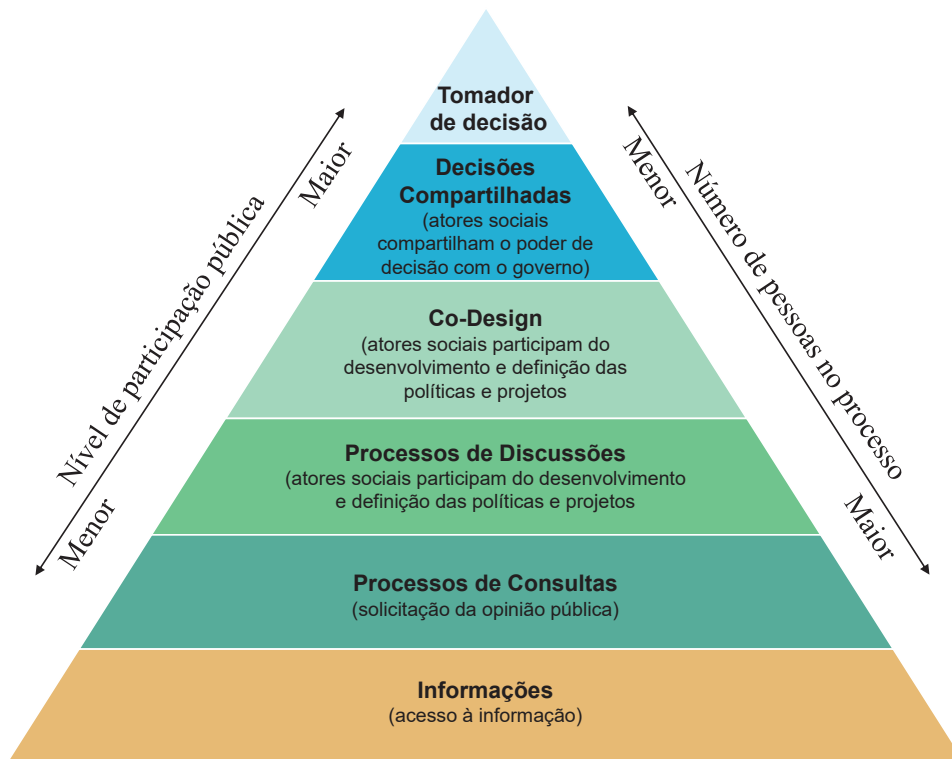 Tomador
de decisão
Decisões
Compartilhadas
(atores sociais
compartilham o poder de
decisão com o governo)
Co-Design
(atores sociais participam do
desenvolvimento e definição das
políticas e projetos
Processos de Discussões
(atores sociais participam do desenvolvimento
e definição das políticas e projetos
Processos de Consultas
(solicitação da opinião pública)
Informações
(acesso à informação)
Nível de participação pública
Maior
Menor
Número de pessoas no processo
Menor
Maior